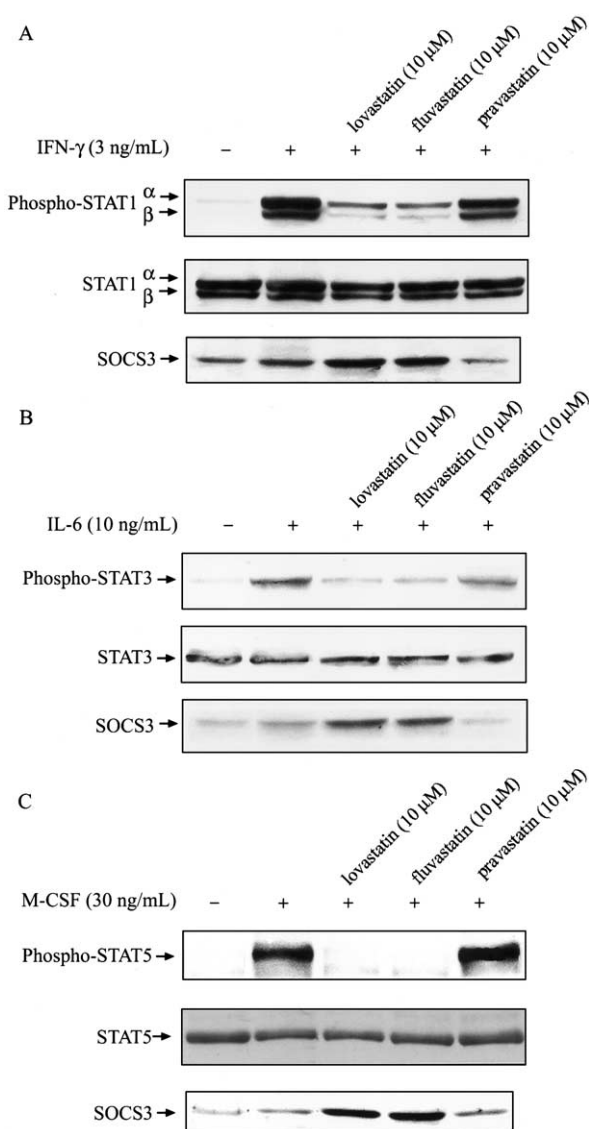 A
lovastatin (10 μM)
fluvastatin (10 μM)
pravastatin (10 μM)
IFN-γ (3 ng/mL) − + + + +
Phospho-STAT1 α
β
STAT1 α
β
SOCS3
B
lovastatin (10 μM)
fluvastatin (10 μM)
pravastatin (10 μM)
IL-6 (10 ng/mL) − + + + +
Phospho-STAT3
STAT3
SOCS3
C
lovastatin (10 μM)
fluvastatin (10 μM)
pravastatin (10 μM)
M-CSF (30 ng/mL) − + + + +
Phospho-STAT5
STAT5
SOCS3